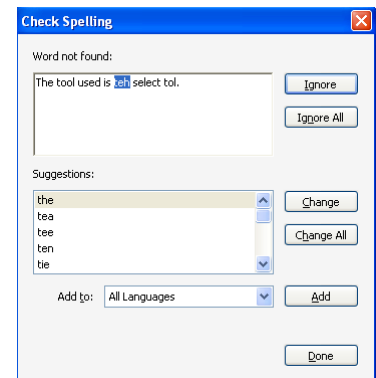 Check Spelling
Word not found:
The tool used is teh select tol.
Ignore
Ignore All
Suggestions:
the
tea
tee
ten
tie
Change
Change All
Add to: All Languages
Add
Done